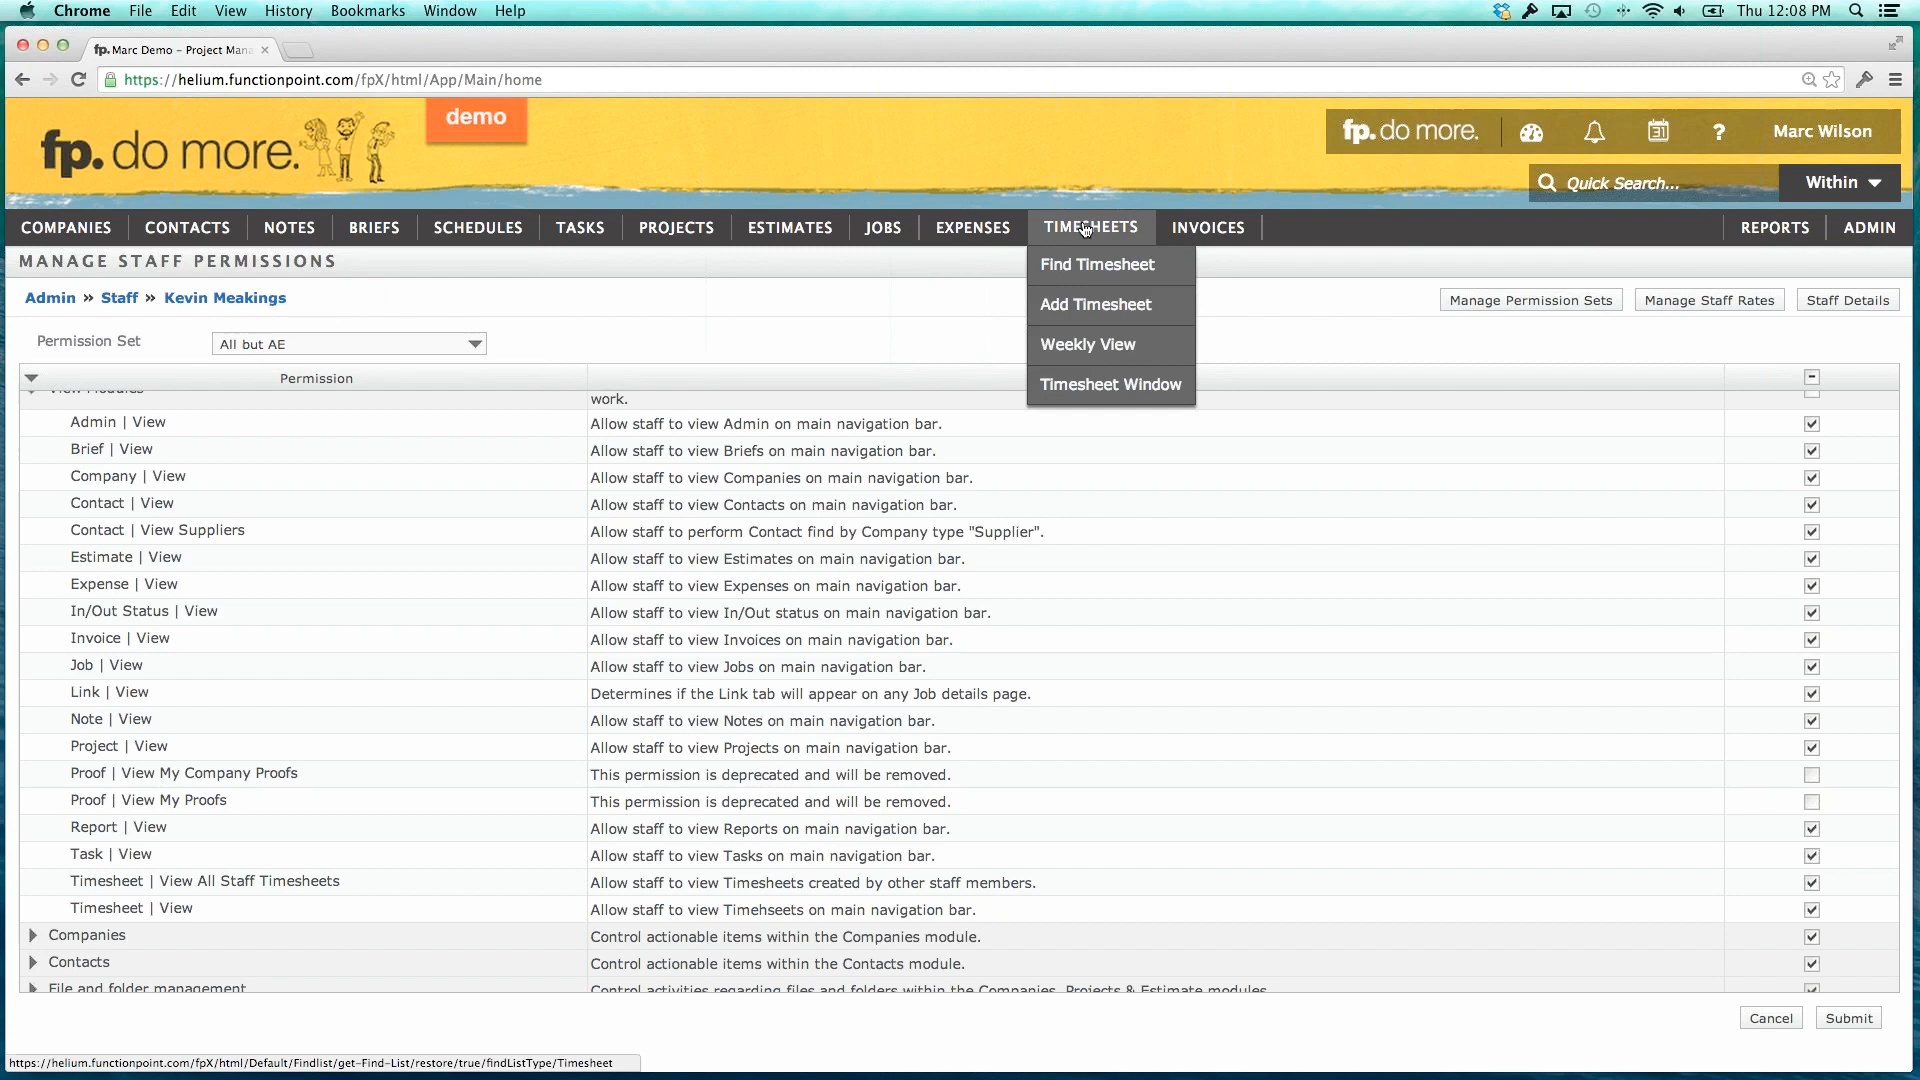 Chrome File Edit View History Bookmarks Window Help Thu 12:08 PM
fp. Marc Demo – Project Mana
https://helium.functionpoint.com/fpX/html/App/Main/home
fp. do more. demo
fp. do more. 31 ? Marc Wilson
Quick Search... Within
COMPANIES CONTACTS NOTES BRIEFS SCHEDULES TASKS PROJECTS ESTIMATES JOBS EXPENSES TIMESHEETS INVOICES REPORTS ADMIN
MANAGE STAFF PERMISSIONS
Find Timesheet
Add Timesheet
Weekly View
Timesheet Window
Admin » Staff » Kevin Meakings
Manage Permission Sets Manage Staff Rates Staff Details
Permission Set All but AE
Permission
View Modules work.
Admin | View Allow staff to view Admin on main navigation bar.
Brief | View Allow staff to view Briefs on main navigation bar.
Company | View Allow staff to view Companies on main navigation bar.
Contact | View Allow staff to view Contacts on main navigation bar.
Contact | View Suppliers Allow staff to perform Contact find by Company type "Supplier".
Estimate | View Allow staff to view Estimates on main navigation bar.
Expense | View Allow staff to view Expenses on main navigation bar.
In/Out Status | View Allow staff to view In/Out status on main navigation bar.
Invoice | View Allow staff to view Invoices on main navigation bar.
Job | View Allow staff to view Jobs on main navigation bar.
Link | View Determines if the Link tab will appear on any Job details page.
Note | View Allow staff to view Notes on main navigation bar.
Project | View Allow staff to view Projects on main navigation bar.
Proof | View My Company Proofs This permission is deprecated and will be removed.
Proof | View My Proofs This permission is deprecated and will be removed.
Report | View Allow staff to view Reports on main navigation bar.
Task | View Allow staff to view Tasks on main navigation bar.
Timesheet | View All Staff Timesheets Allow staff to view Timesheets created by other staff members.
Timesheet | View Allow staff to view Timehseets on main navigation bar.
Companies Control actionable items within the Companies module.
Contacts Control actionable items within the Contacts module.
File and folder management Control activities regarding files and folders within the Companies, Projects & Estimate modules.
Cancel Submit
https://helium.functionpoint.com/fpX/html/Default/Findlist/get-Find-List/restore/true/findListType/Timesheet